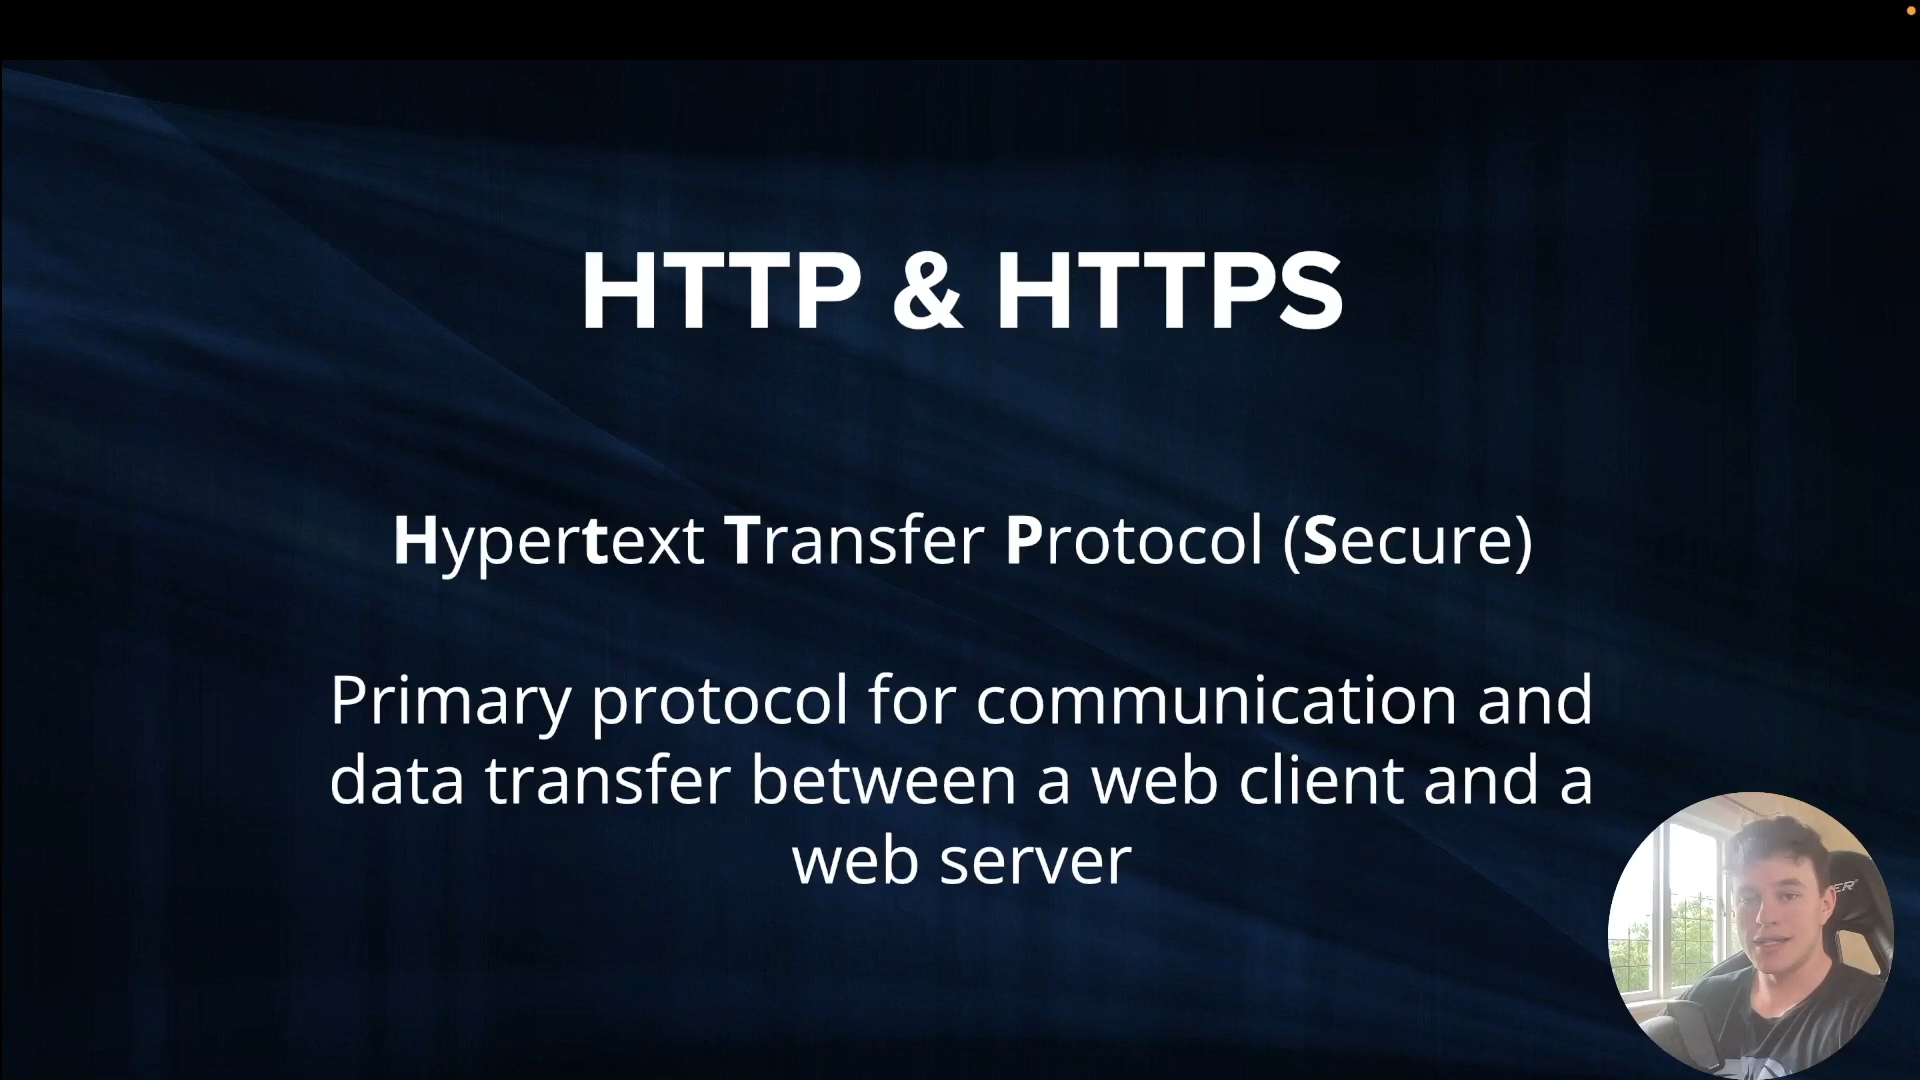 HTTP & HTTPS
Hypertext Transfer Protocol (Secure)
Primary protocol for communication and
data transfer between a web client and a
web server
ER